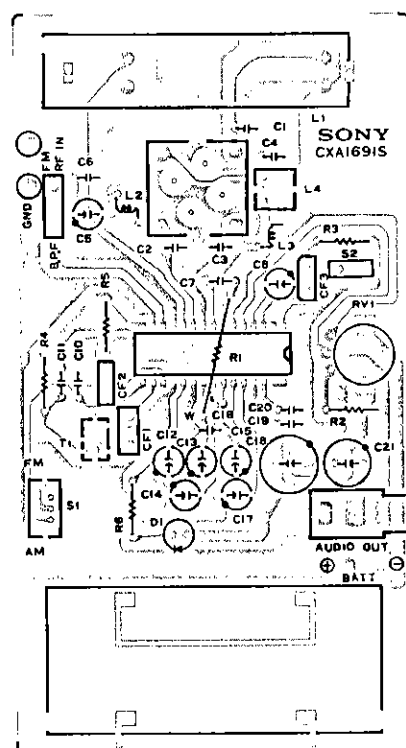 L1
SONY
CXA1691S
C1
C4
C6
FM
RF IN
GND
BPF
L2
L4
C5
C2
C3
L3
R3
S2
C8
CF3
C7
R5
RV1
R4
C11
C10
R1
CF2
T1
CF1
W
C18
C20
C19
R2
C12
C13
C15
C18
C21
FM
S1
AM
C14
C17
R6
D1
AUDIO OUT
⊕ BATT ⊖